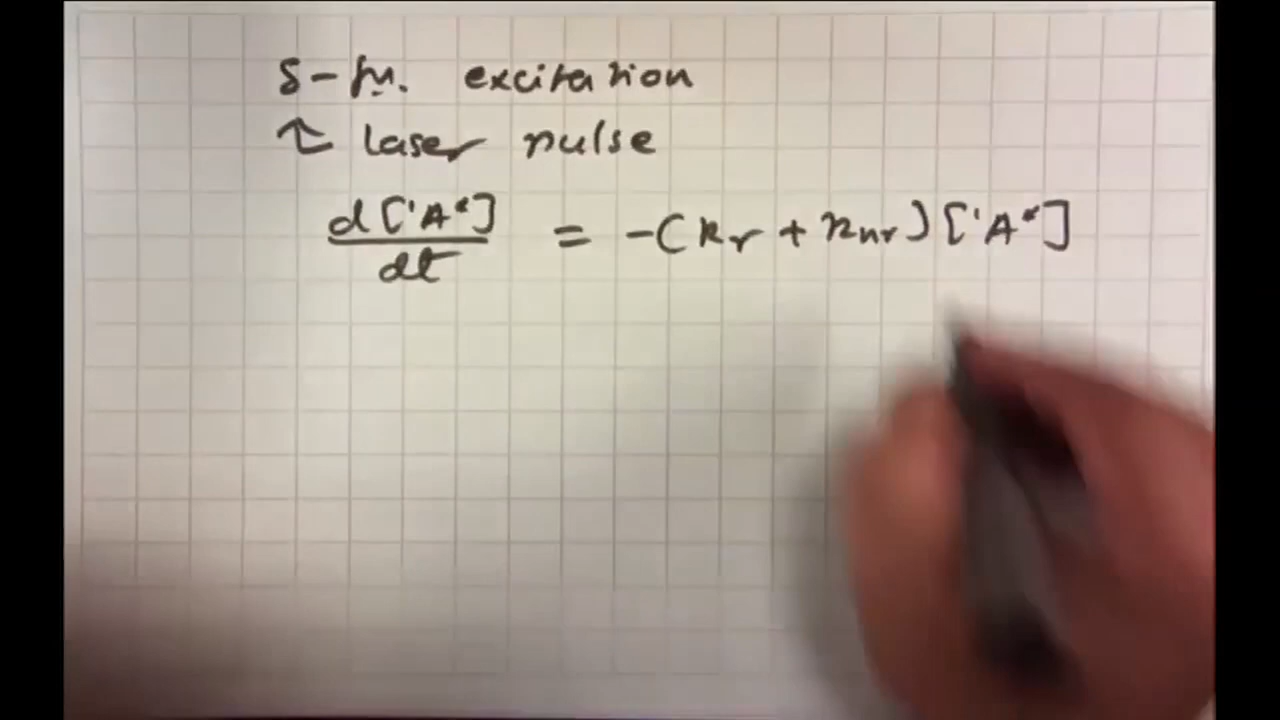 δ-fn. excitation
↑ laser pulse
d[¹A*]/dt = -(kr + knr)[¹A*]